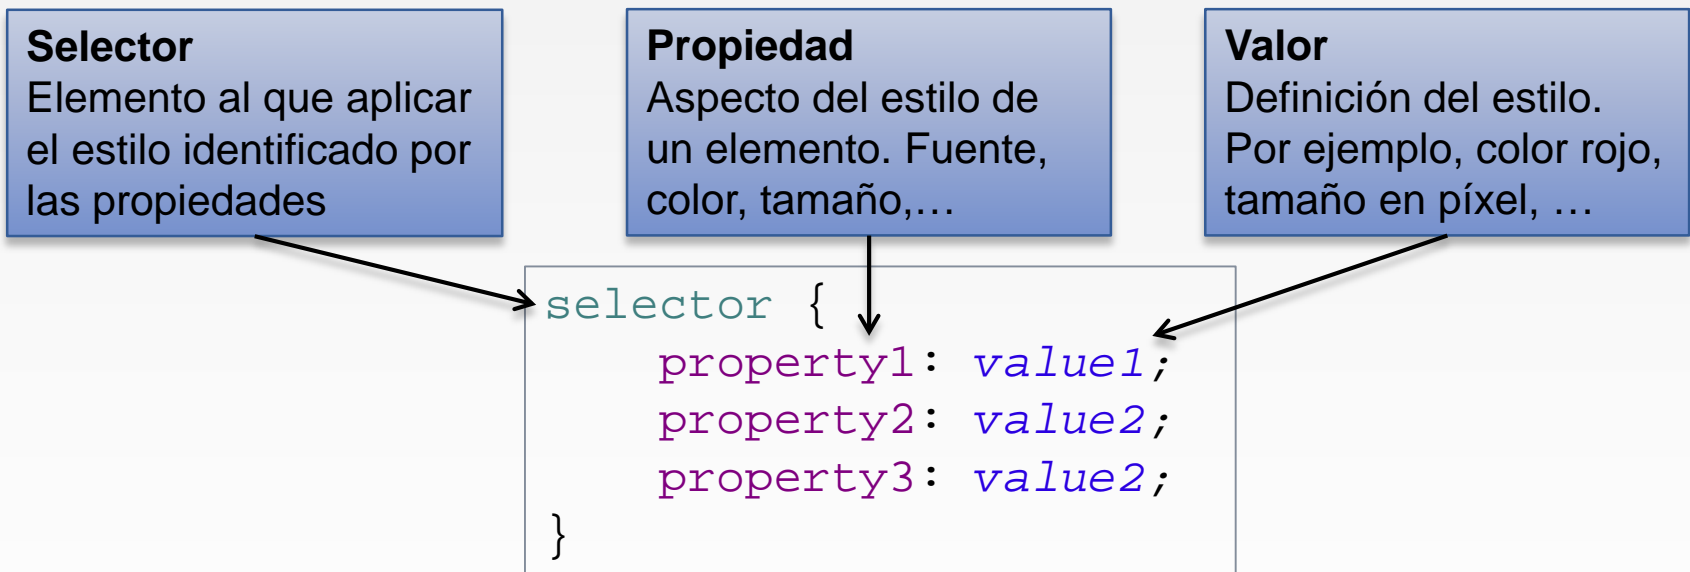 Selector
Elemento al que aplicar
el estilo identificado por
las propiedades
Propiedad
Aspecto del estilo de
un elemento. Fuente,
color, tamaño,…
Valor
Definición del estilo.
Por ejemplo, color rojo,
tamaño en píxel, …
selector {
property1: value1;
property2: value2;
property3: value2;
}